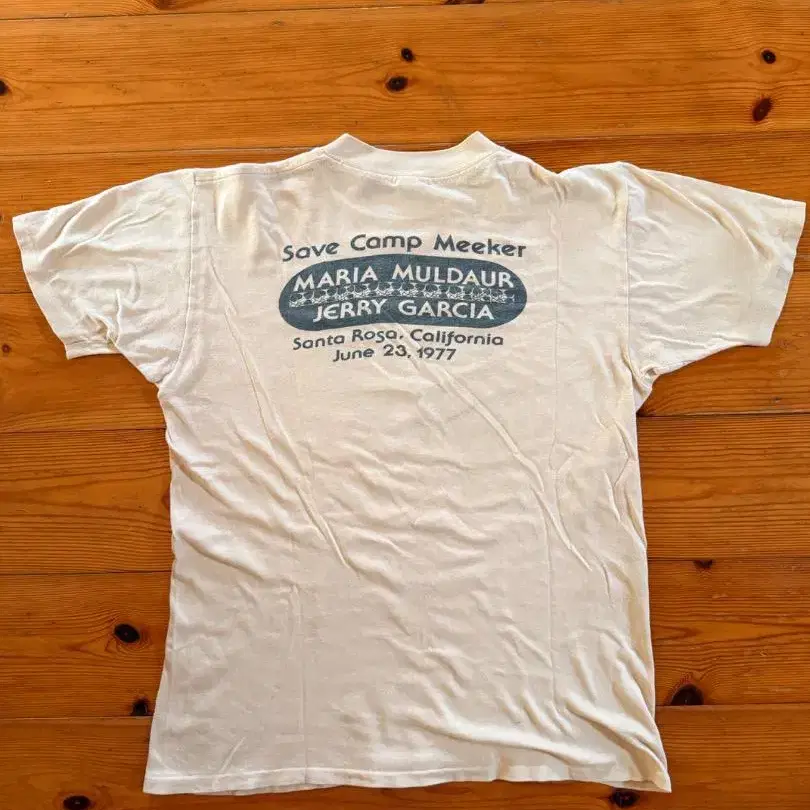 Save Camp Meeker
MARIA MULDAUR
JERRY GARCIA
Santa Rosa, California
June 23, 1977